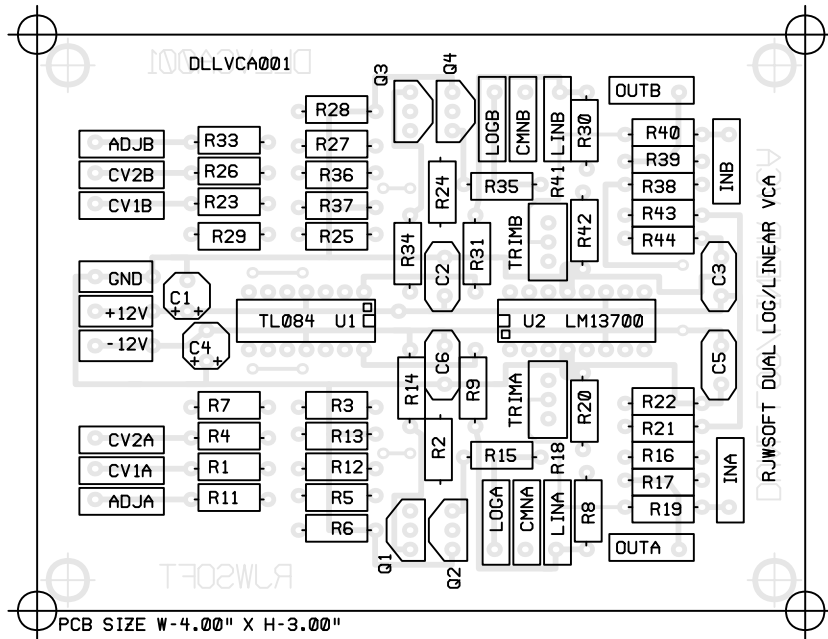 DLLVCA001
DLLVCA001
Q3
Q4
R28
R33
R27
R26
R36
R23
R37
R29
R25
ADJB
CV2B
CV1B
GND
+12V
-12V
C1
C4
TL084 U1
LOGB
CMNB
LINB
R30
R24
R35
R41
R34
C2
R31
TRIMB
R42
OUTB
R40
R39
R38
R43
R44
INB
C3
U2 LM13700
C5
RJWSOFT DUAL LOG/LINEAR VCA
R14
C6
R9
TRIMA
R20
R2
R15
R18
R22
R21
R16
R17
R19
INA
R7
R3
R4
R13
R1
R12
R11
R5
R6
CV2A
CV1A
ADJA
LOGA
CMNA
LINA
R8
OUTA
Q1
Q2
RJWSOFT
PCB SIZE W-4.00" X H-3.00"